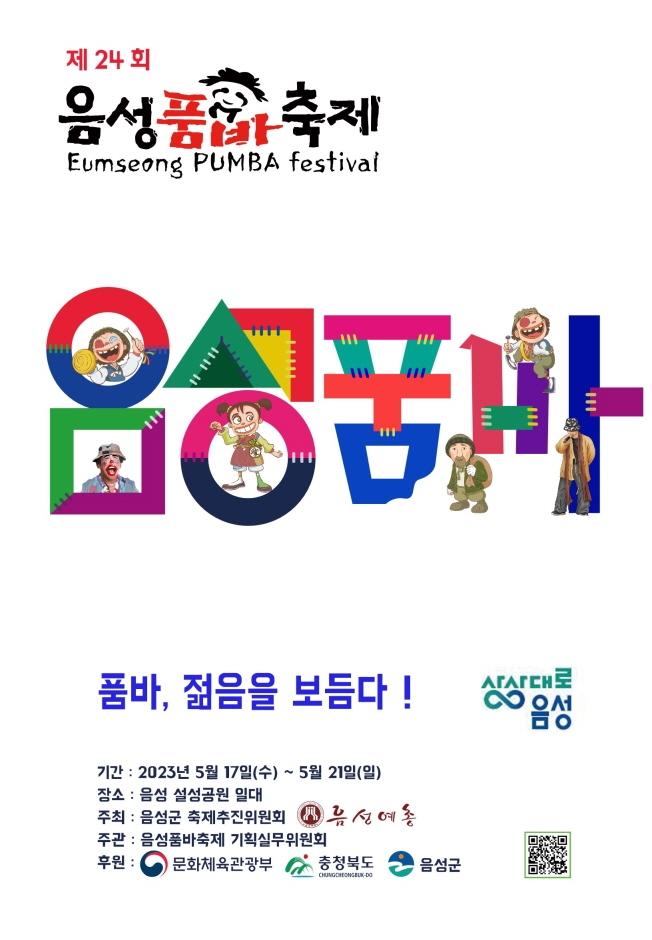 제 24 회
음성품바축제
Eumseong PUMBA festival
음성품바
품바, 젊음을 보듬다 !
상상대로
음성
기간 : 2023년 5월 17일(수) ~ 5월 21일(일)
장소 : 음성 설성공원 일대
주최 : 음성군 축제추진위원회 음성예총
주관 : 음성품바축제 기획실무위원회
후원 : 문화체육관광부 충청북도 CHUNGCHEONGBUK-DO 음성군